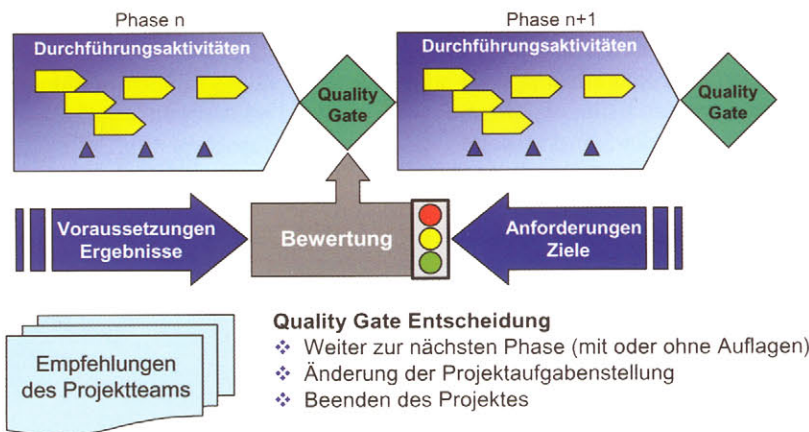 Phase n
Phase n+1
Durchführungsaktivitäten
Durchführungsaktivitäten
Quality
Gate
Quality
Gate
Voraussetzungen
Ergebnisse
Bewertung
Anforderungen
Ziele
Empfehlungen
des Projektteams
Quality Gate Entscheidung
Weiter zur nächsten Phase (mit oder ohne Auflagen)
Änderung der Projektaufgabenstellung
Beenden des Projektes